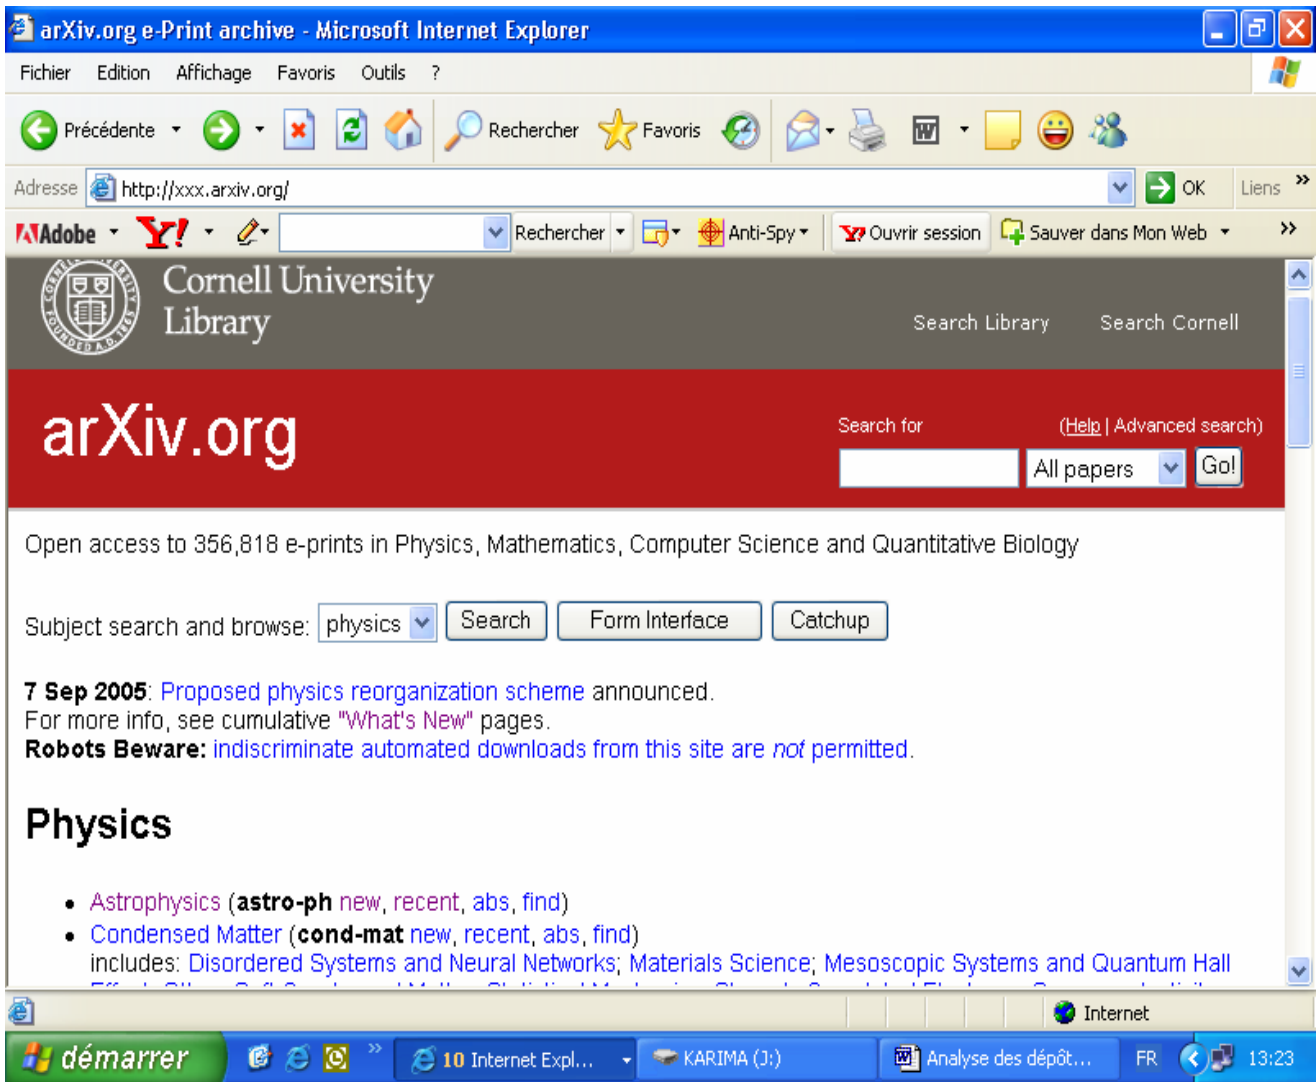 arXiv.org e-Print archive - Microsoft Internet Explorer
Fichier Edition Affichage Favoris Outils ?
Précédente Rechercher Favoris
Adresse http://xxx.arxiv.org/ OK Liens »
Adobe Y! Rechercher Anti-Spy Y? Ouvrir session Sauver dans Mon Web »
Cornell University
Library
Search Library Search Cornell
arXiv.org
Search for (Help | Advanced search)
All papers Go!
Open access to 356,818 e-prints in Physics, Mathematics, Computer Science and Quantitative Biology
Subject search and browse: physics Search Form Interface Catchup
7 Sep 2005: Proposed physics reorganization scheme announced.
For more info, see cumulative "What's New" pages.
Robots Beware: indiscriminate automated downloads from this site are not permitted.
Physics
• Astrophysics (astro-ph new, recent, abs, find)
• Condensed Matter (cond-mat new, recent, abs, find)
includes: Disordered Systems and Neural Networks; Materials Science; Mesoscopic Systems and Quantum Hall
Internet
démarrer » 10 Internet Expl... KARIMA (J:) Analyse des dépôt... FR 13:23